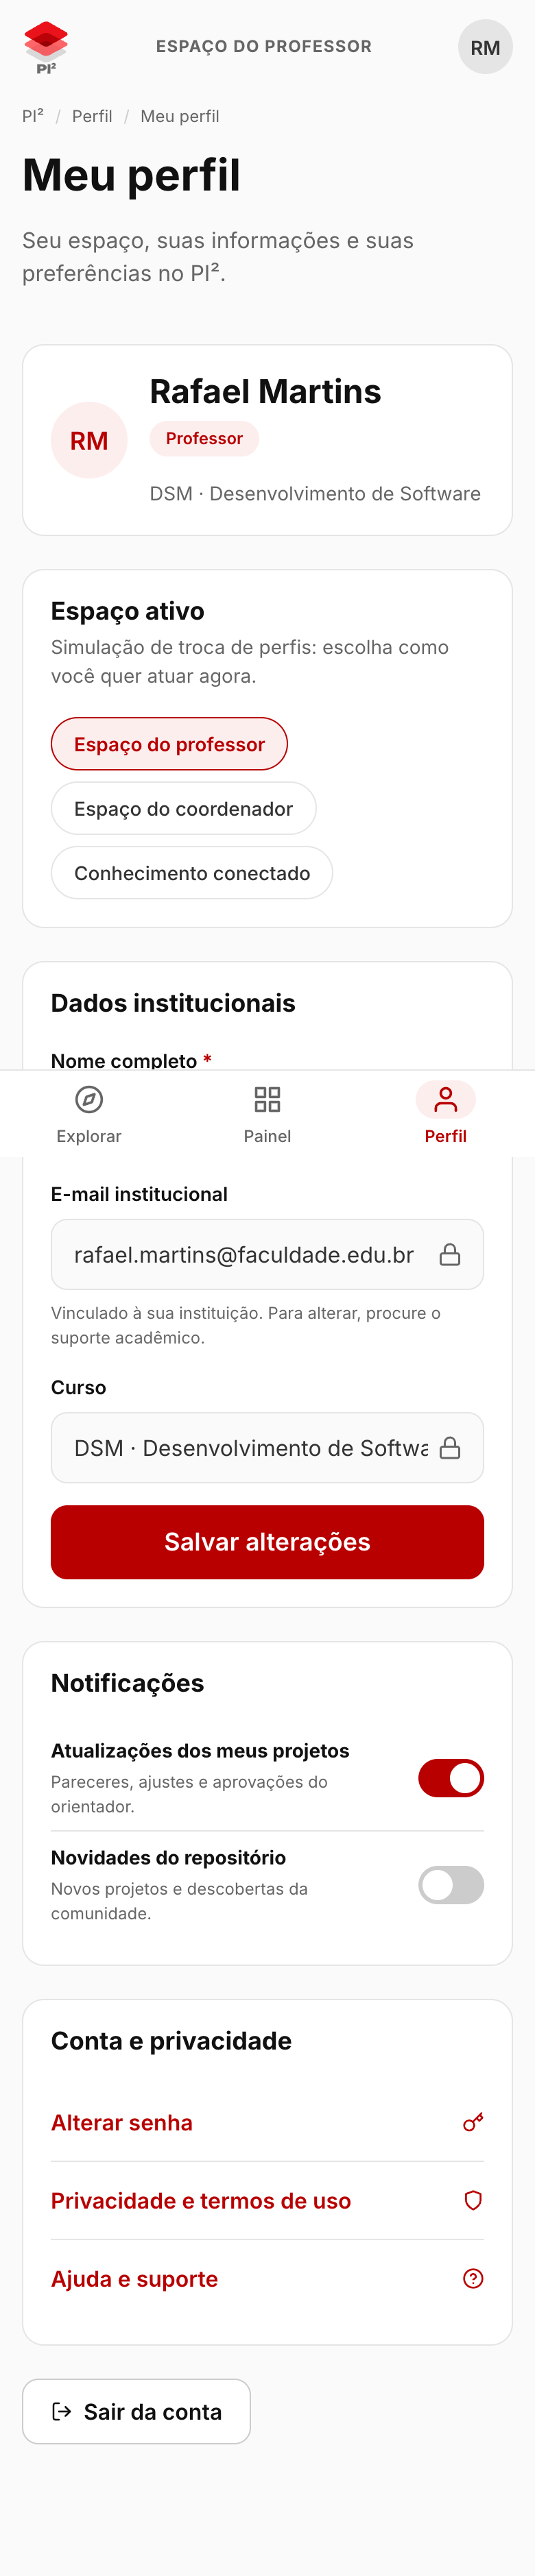 PI²
ESPAÇO DO PROFESSOR
RM
PI² / Perfil / Meu perfil
Meu perfil
Seu espaço, suas informações e suas
preferências no PI².
RM
Rafael Martins
Professor
DSM · Desenvolvimento de Software
Espaço ativo
Simulação de troca de perfis: escolha como
você quer atuar agora.
Espaço do professor
Espaço do coordenador
Conhecimento conectado
Dados institucionais
Nome completo *
Explorar
Painel
Perfil
E-mail institucional
rafael.martins@faculdade.edu.br
Vinculado à sua instituição. Para alterar, procure o
suporte acadêmico.
Curso
DSM · Desenvolvimento de Softwa
Salvar alterações
Notificações
Atualizações dos meus projetos
Pareceres, ajustes e aprovações do
orientador.
Novidades do repositório
Novos projetos e descobertas da
comunidade.
Conta e privacidade
Alterar senha
Privacidade e termos de uso
Ajuda e suporte
Sair da conta